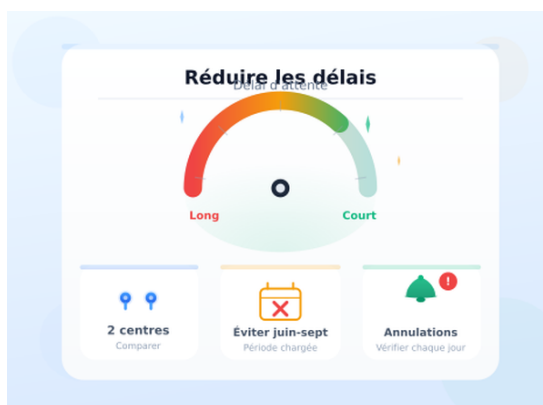 Réduire les délais
Délai d'attente
Long
Court
!
2 centres
Comparer
Éviter juin-sept
Période chargée
Annulations
Vérifier chaque jour